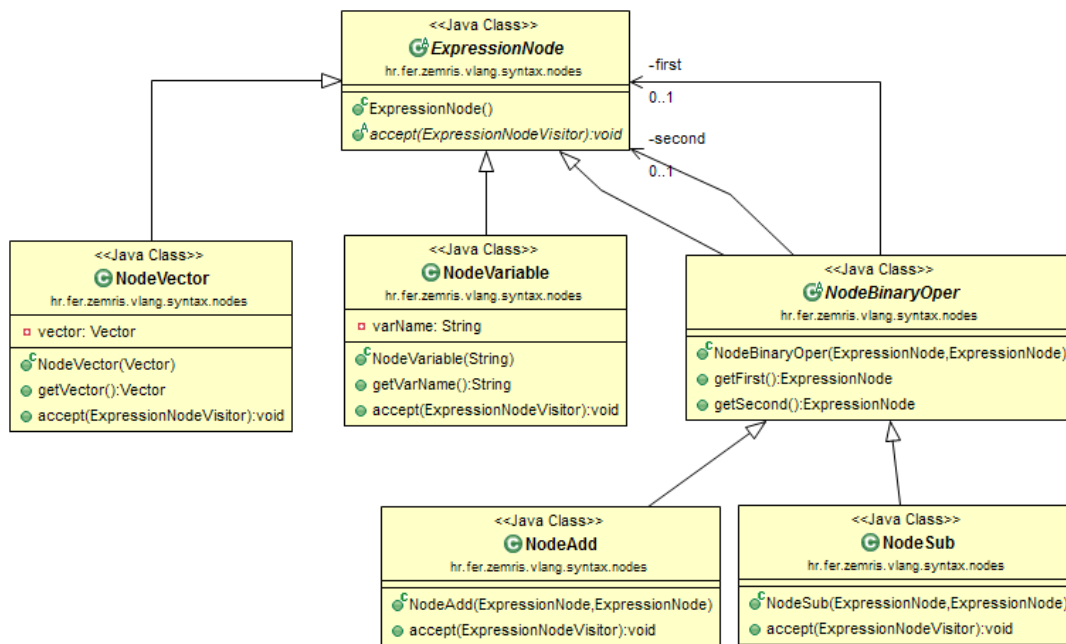 <<Java Class>>
ExpressionNode
hr.fer.zemris.vlang.syntax.nodes
ExpressionNode()
accept(ExpressionNodeVisitor):void
-first
0..1
-second
0..1
<<Java Class>>
NodeVector
hr.fer.zemris.vlang.syntax.nodes
vector: Vector
NodeVector(Vector)
getVector():Vector
accept(ExpressionNodeVisitor):void
<<Java Class>>
NodeVariable
hr.fer.zemris.vlang.syntax.nodes
varName: String
NodeVariable(String)
getVarName():String
accept(ExpressionNodeVisitor):void
<<Java Class>>
NodeBinaryOper
hr.fer.zemris.vlang.syntax.nodes
NodeBinaryOper(ExpressionNode,ExpressionNode)
getFirst():ExpressionNode
getSecond():ExpressionNode
<<Java Class>>
NodeAdd
hr.fer.zemris.vlang.syntax.nodes
NodeAdd(ExpressionNode,ExpressionNode)
accept(ExpressionNodeVisitor):void
<<Java Class>>
NodeSub
hr.fer.zemris.vlang.syntax.nodes
NodeSub(ExpressionNode,ExpressionNode)
accept(ExpressionNodeVisitor):void